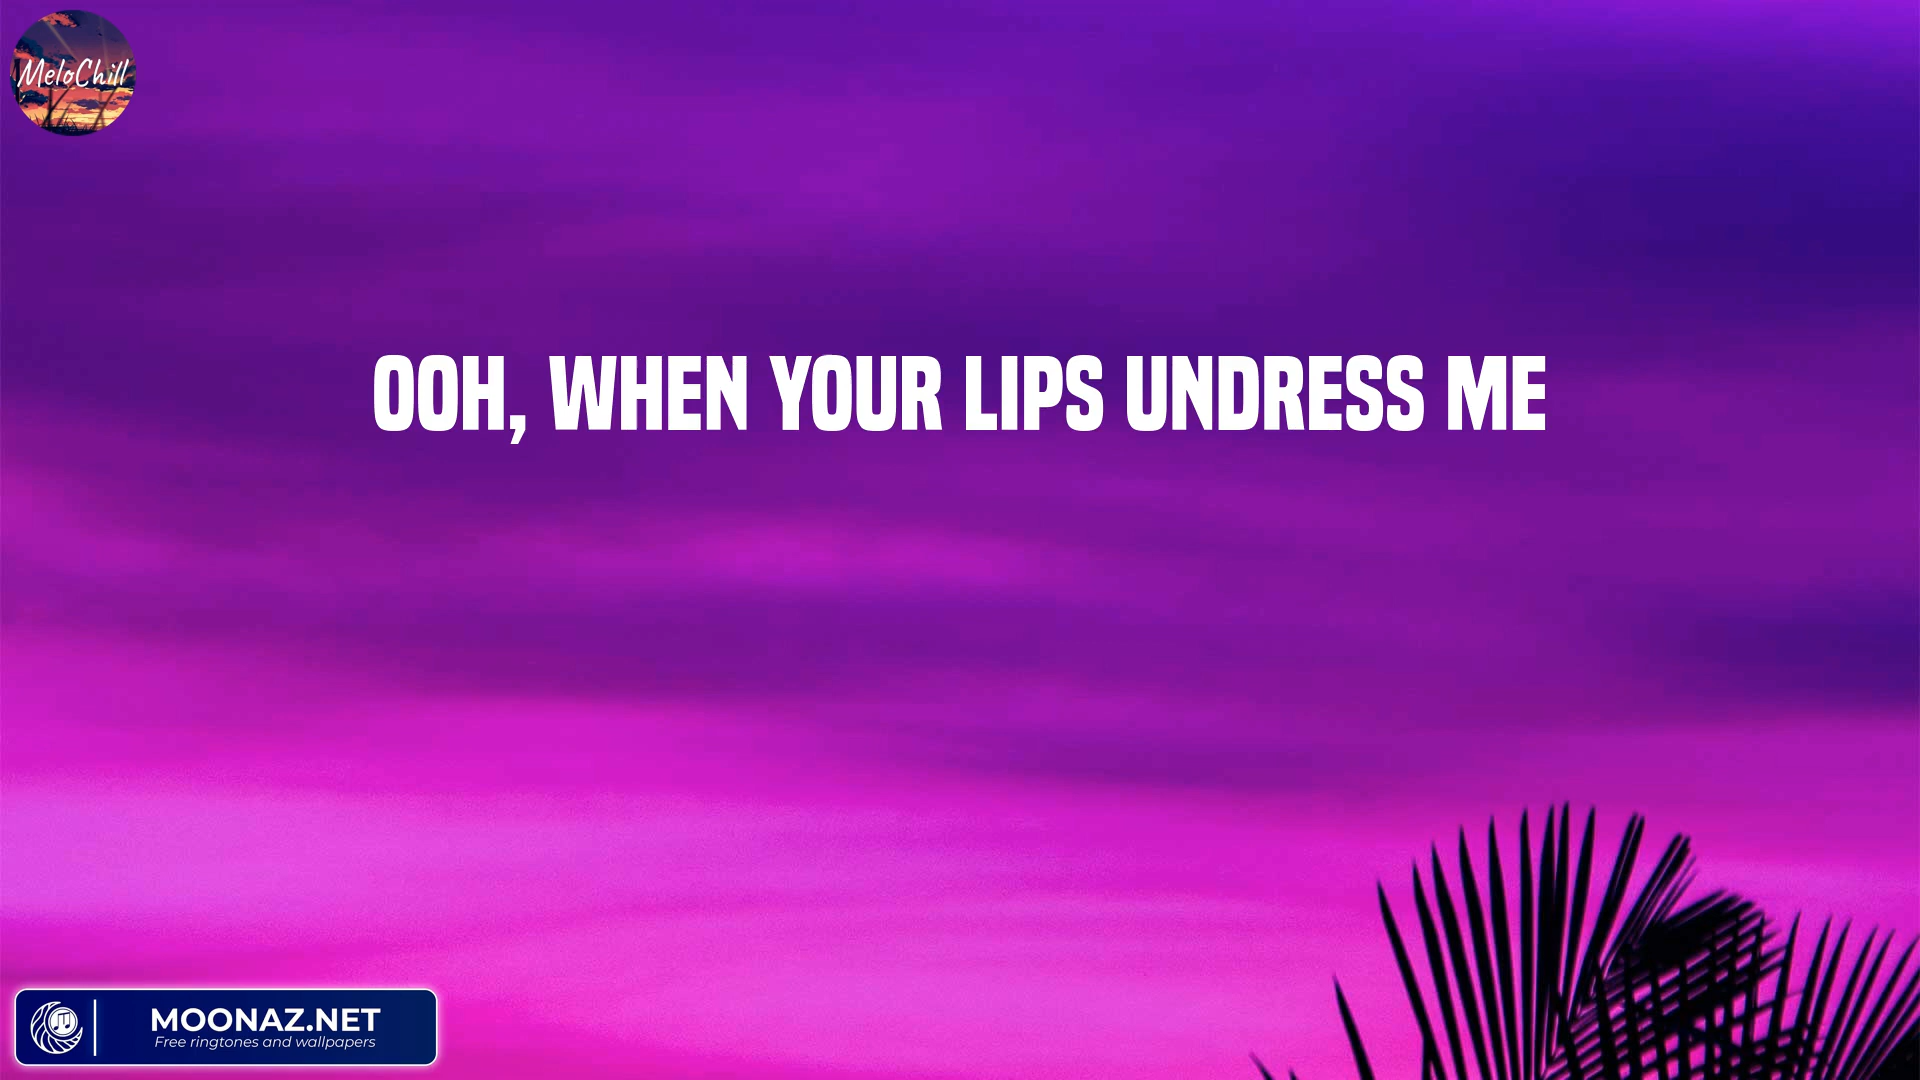 MeloChill
OOH, WHEN YOUR LIPS UNDRESS ME
MOONAZ.NET
Free ringtones and wallpapers